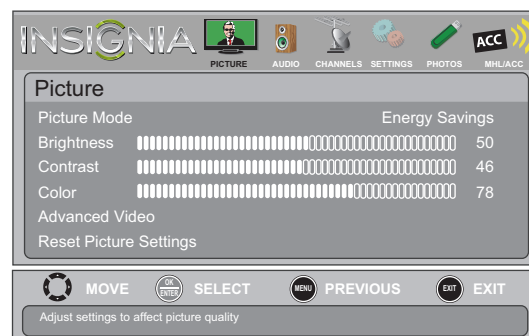 INSIGNIA
PICTURE AUDIO CHANNELS SETTINGS PHOTOS MHL/ACC
ACC
Picture
Picture Mode Energy Savings
Brightness 50
Contrast 46
Color 78
Advanced Video
Reset Picture Settings
MOVE OK ENTER SELECT MENU PREVIOUS EXIT EXIT
Adjust settings to affect picture quality